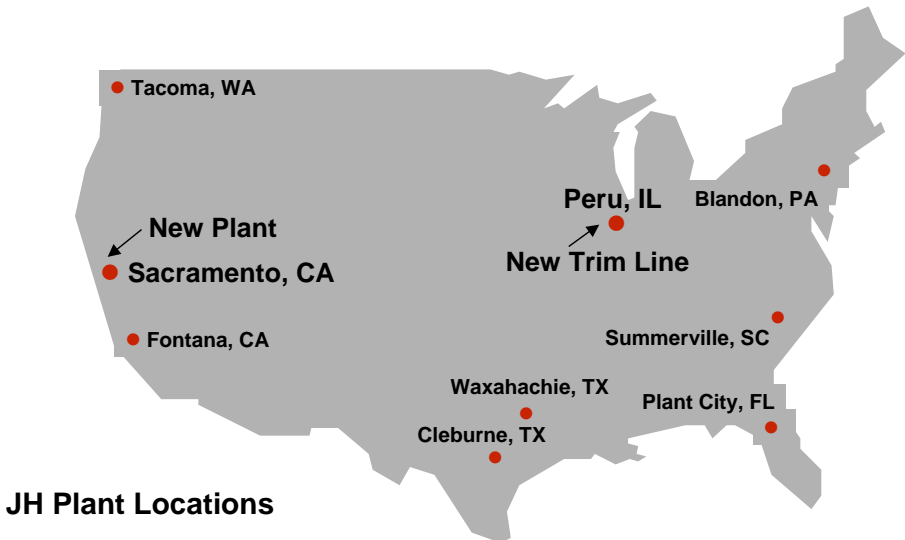 Tacoma, WA
Peru, IL
Blandon, PA
New Plant
New Trim Line
Sacramento, CA
Fontana, CA
Summerville, SC
Waxahachie, TX
Plant City, FL
Cleburne, TX
JH Plant Locations